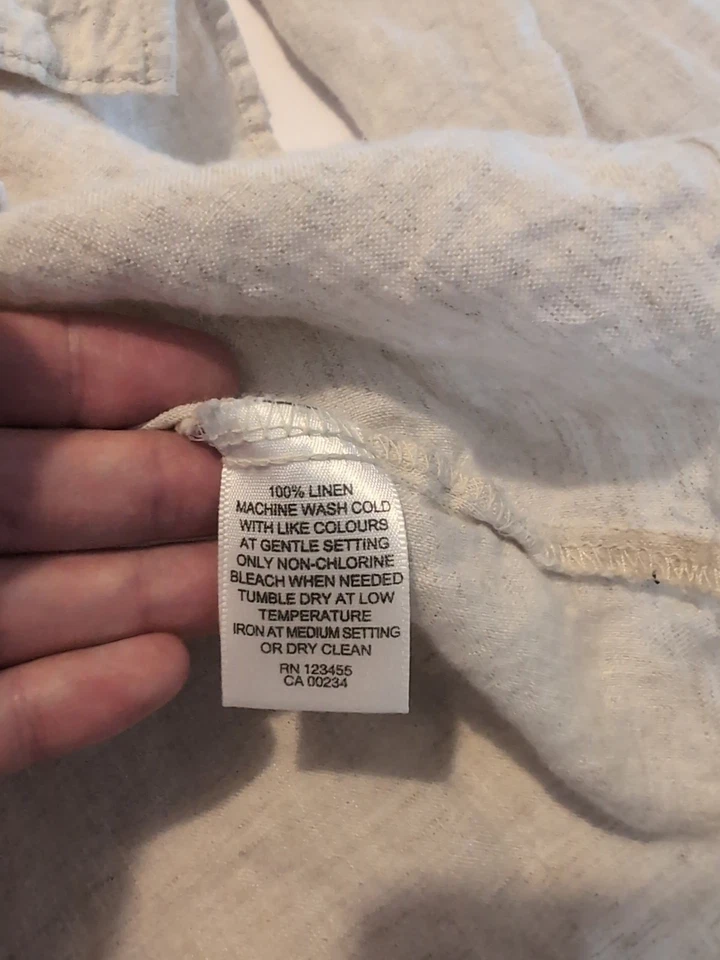 100% LINEN
MACHINE WASH COLD
WITH LIKE COLOURS
AT GENTLE SETTING
ONLY NON-CHLORINE
BLEACH WHEN NEEDED
TUMBLE DRY AT LOW
TEMPERATURE
IRON AT MEDIUM SETTING
OR DRY CLEAN
RN 123455
CA 00234